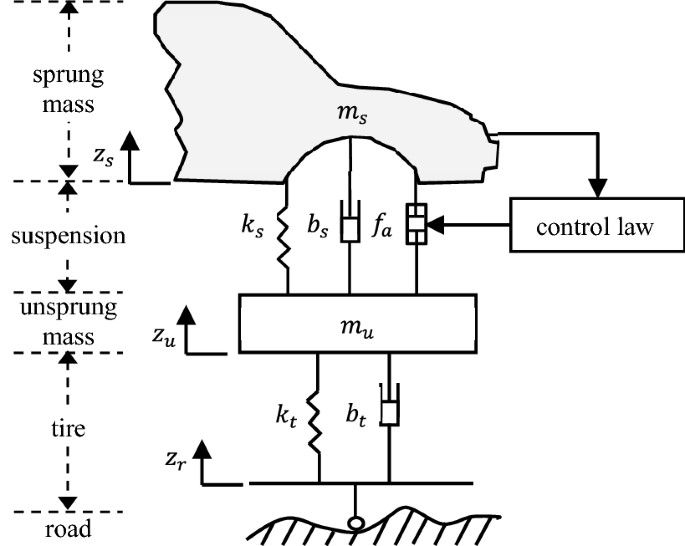 sprung
mass
m_s
z_s
k_s b_s f_a
control law
suspension
unsprung
mass
z_u
m_u
k_t b_t
tire
z_r
road